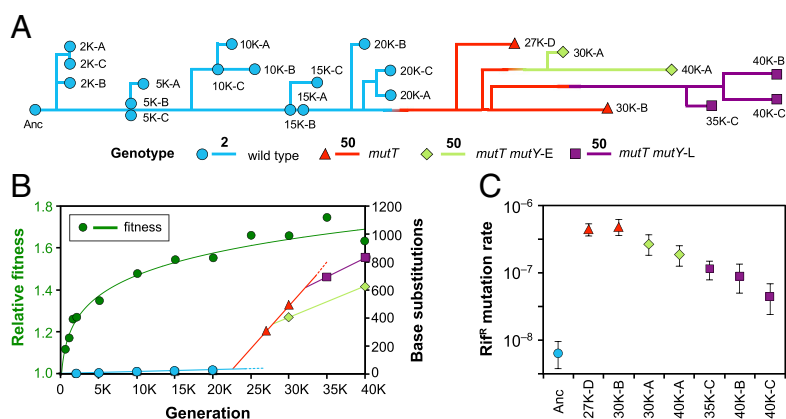 A
2K-A
2K-C
2K-B
5K-A
5K-B
5K-C
10K-A
10K-B
10K-C
15K-C
15K-A
15K-B
20K-B
20K-C
20K-A
27K-D
30K-A
40K-A
30K-B
40K-B
35K-C
40K-C
Anc
2 50 50 50
Genotype wild type mutT mutT mutY-E mutT mutY-L
B
fitness
Relative fitness
1.8
1.6
1.4
1.2
1.0
Base substitutions
1200
1000
800
600
400
200
0
0 5K 10K 15K 20K 25K 30K 35K 40K
Generation
C
Rifᴿ mutation rate
10⁻⁶
10⁻⁷
10⁻⁸
Anc
27K-D
30K-B
30K-A
40K-A
35K-C
40K-B
40K-C